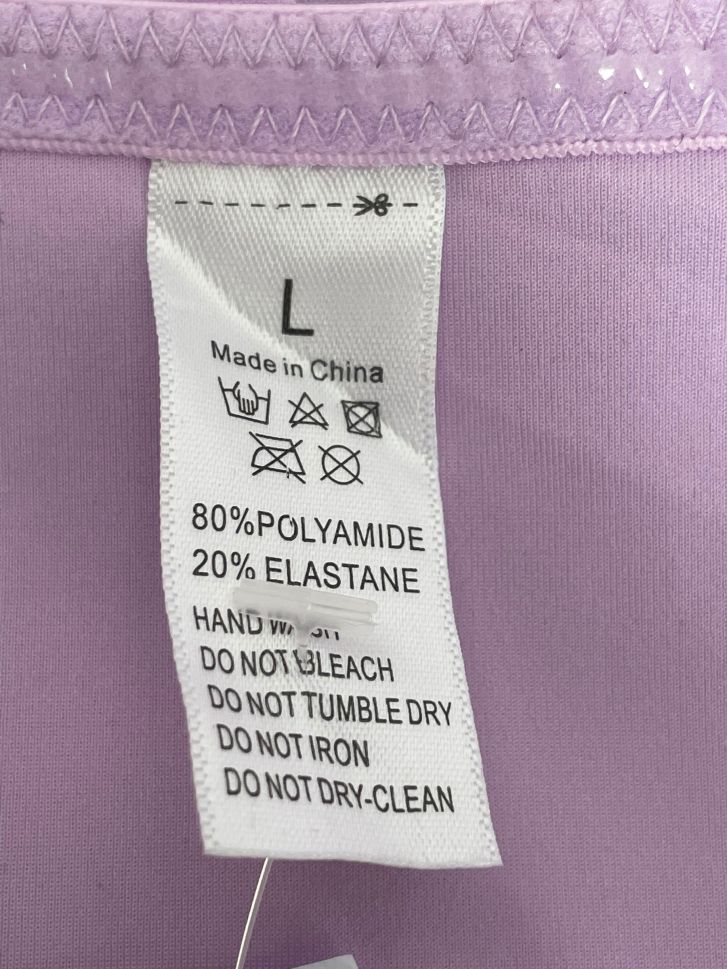 L
Made in China
80%POLYAMIDE
20% ELASTANE
HAND WASH
DO NOT BLEACH
DO NOT TUMBLE DRY
DO NOT IRON
DO NOT DRY-CLEAN